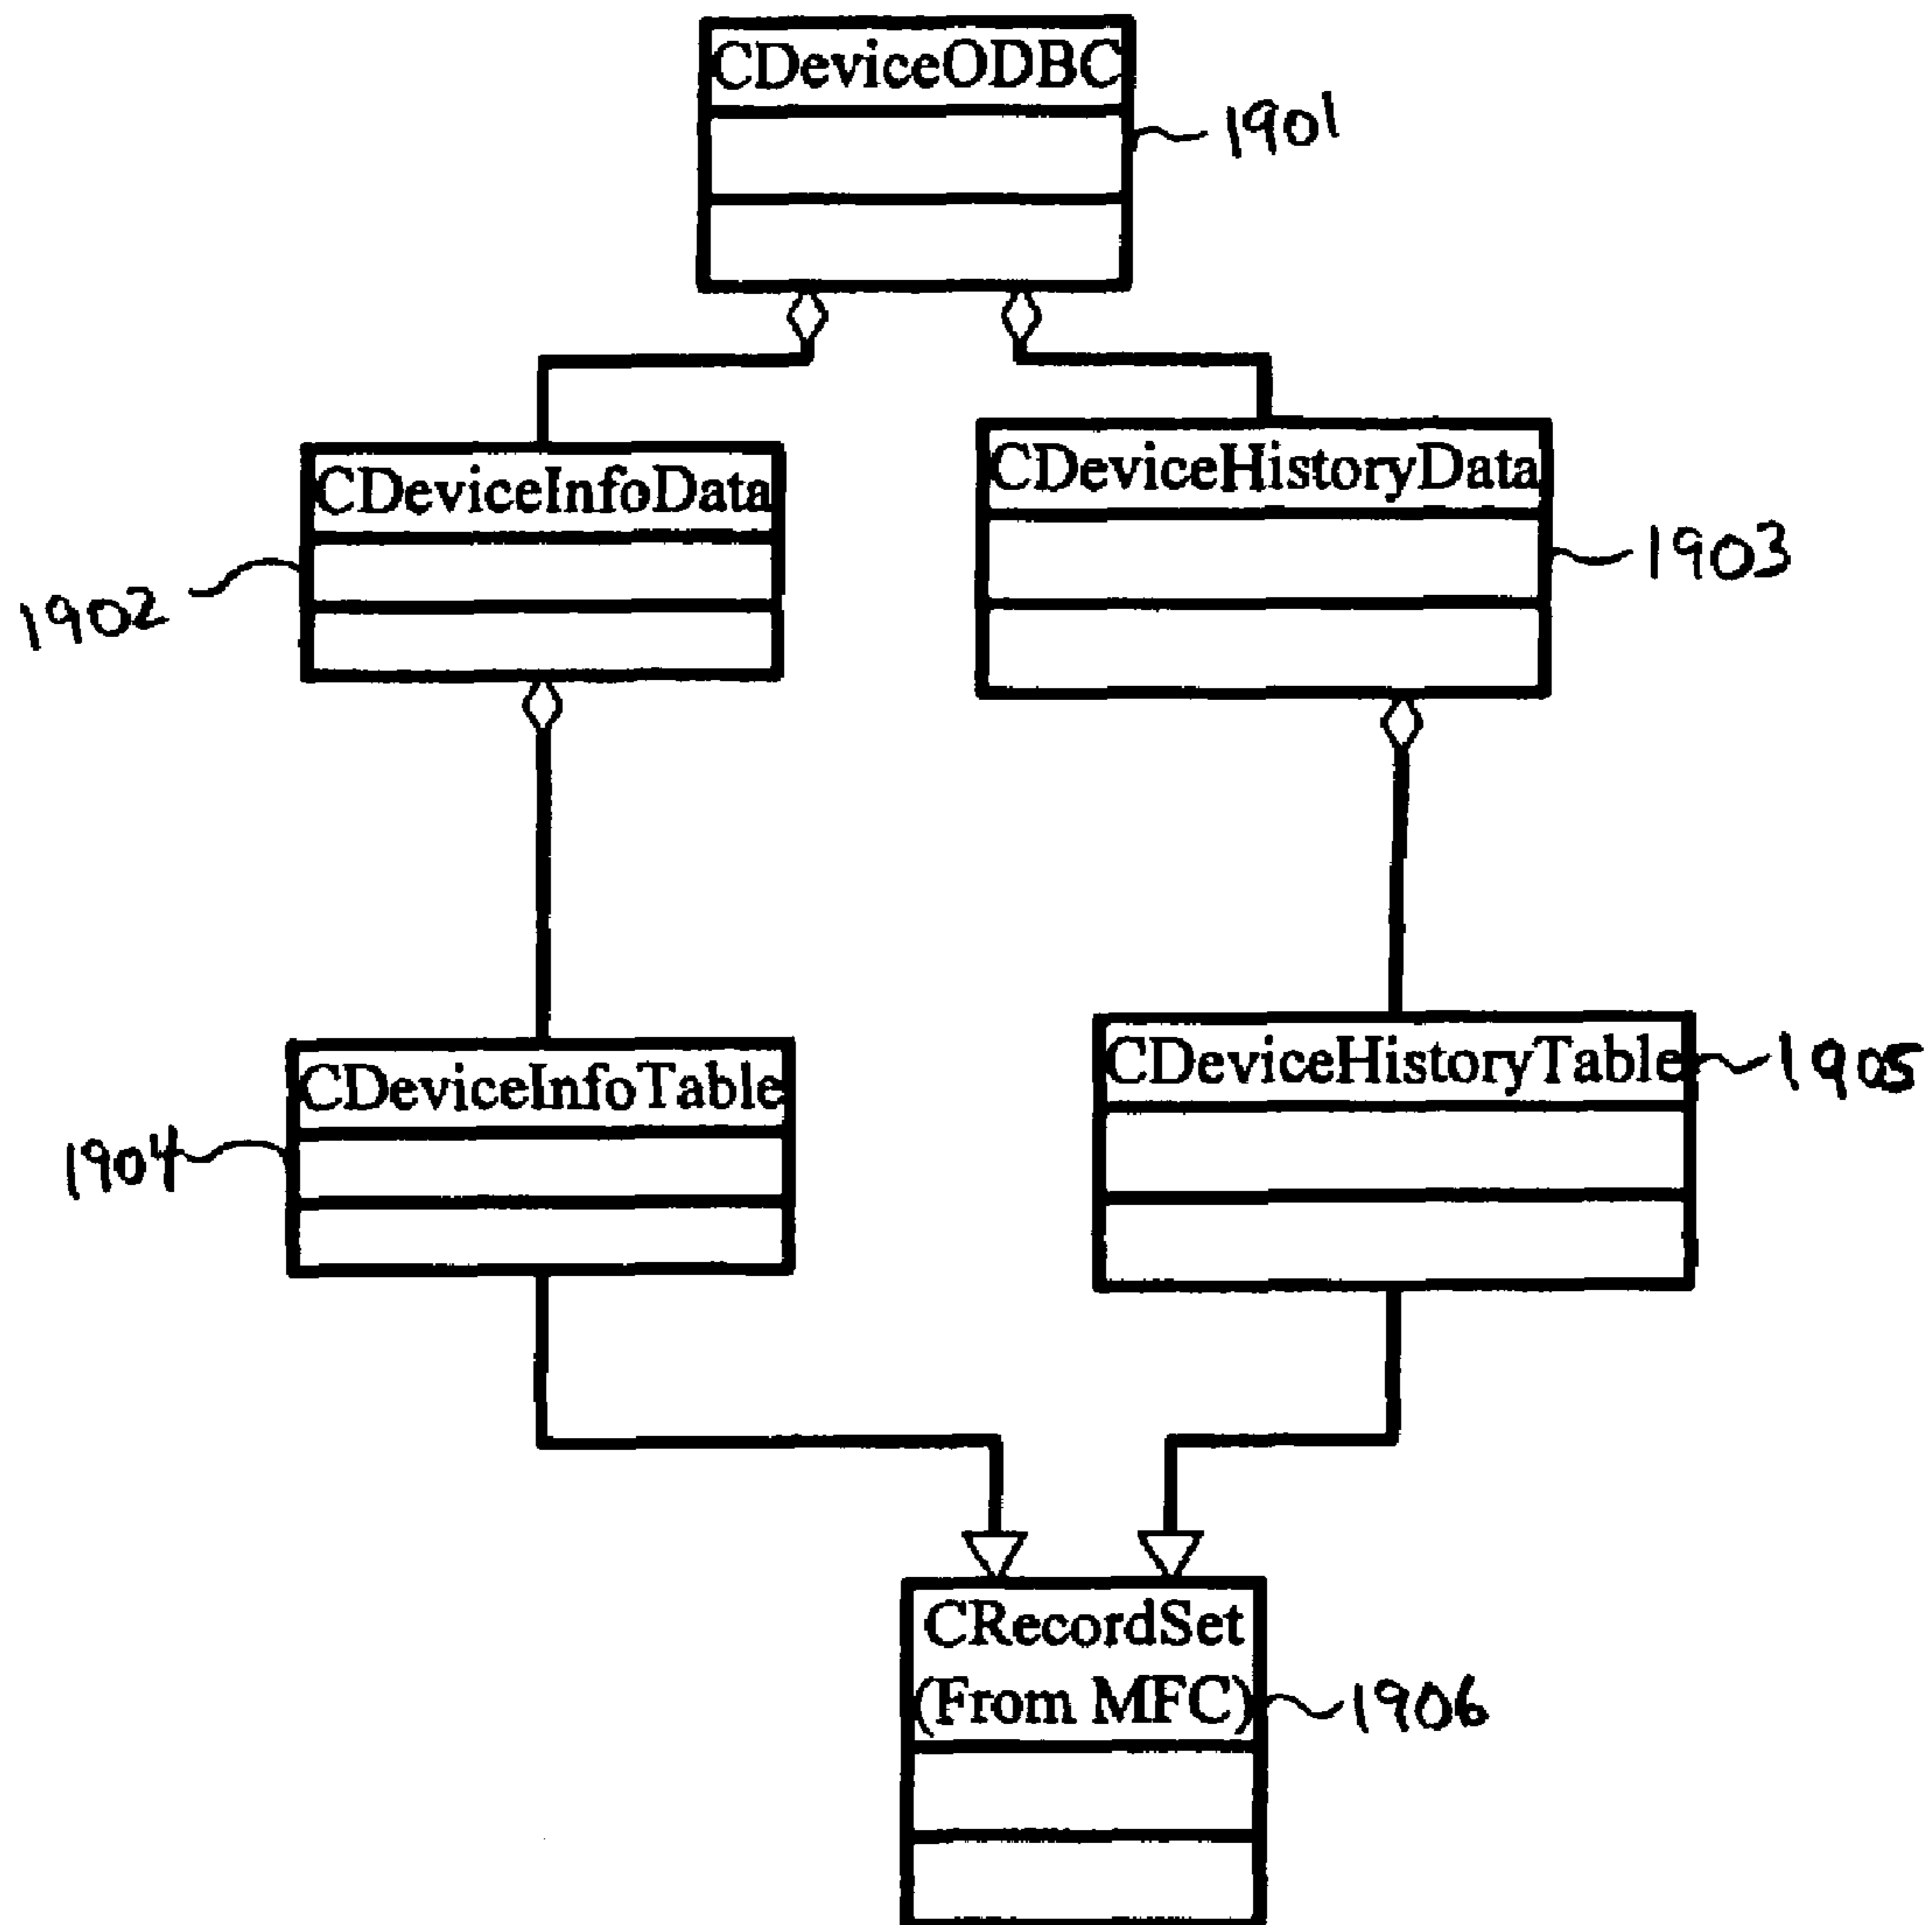 CDeviceODBC
1901
CDeviceInfoData
CDeviceHistoryData
1902
1903
CDeviceInfoTable
CDeviceHistoryTable
1905
1904
CRecordSet
(From MFC)
1906